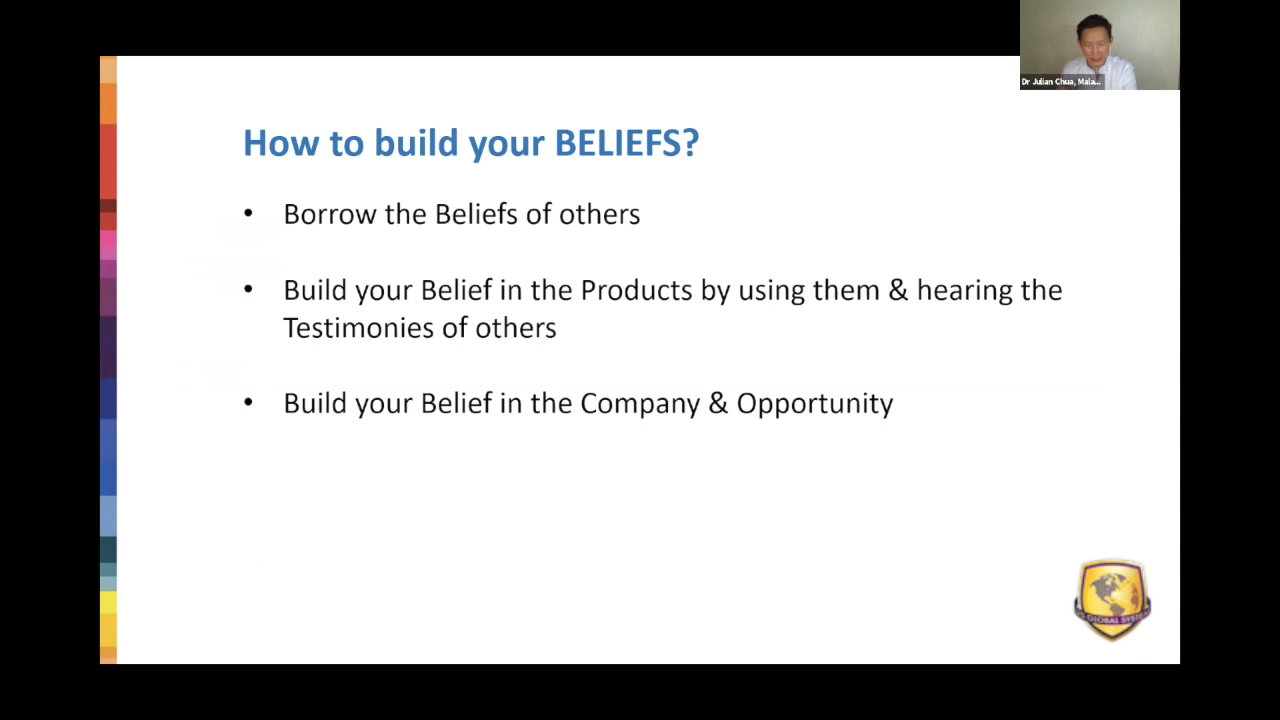 Dr Julian Chua, Mala...
How to build your BELIEFS?
• Borrow the Beliefs of others
• Build your Belief in the Products by using them & hearing the
Testimonies of others
• Build your Belief in the Company & Opportunity
GLOBAL